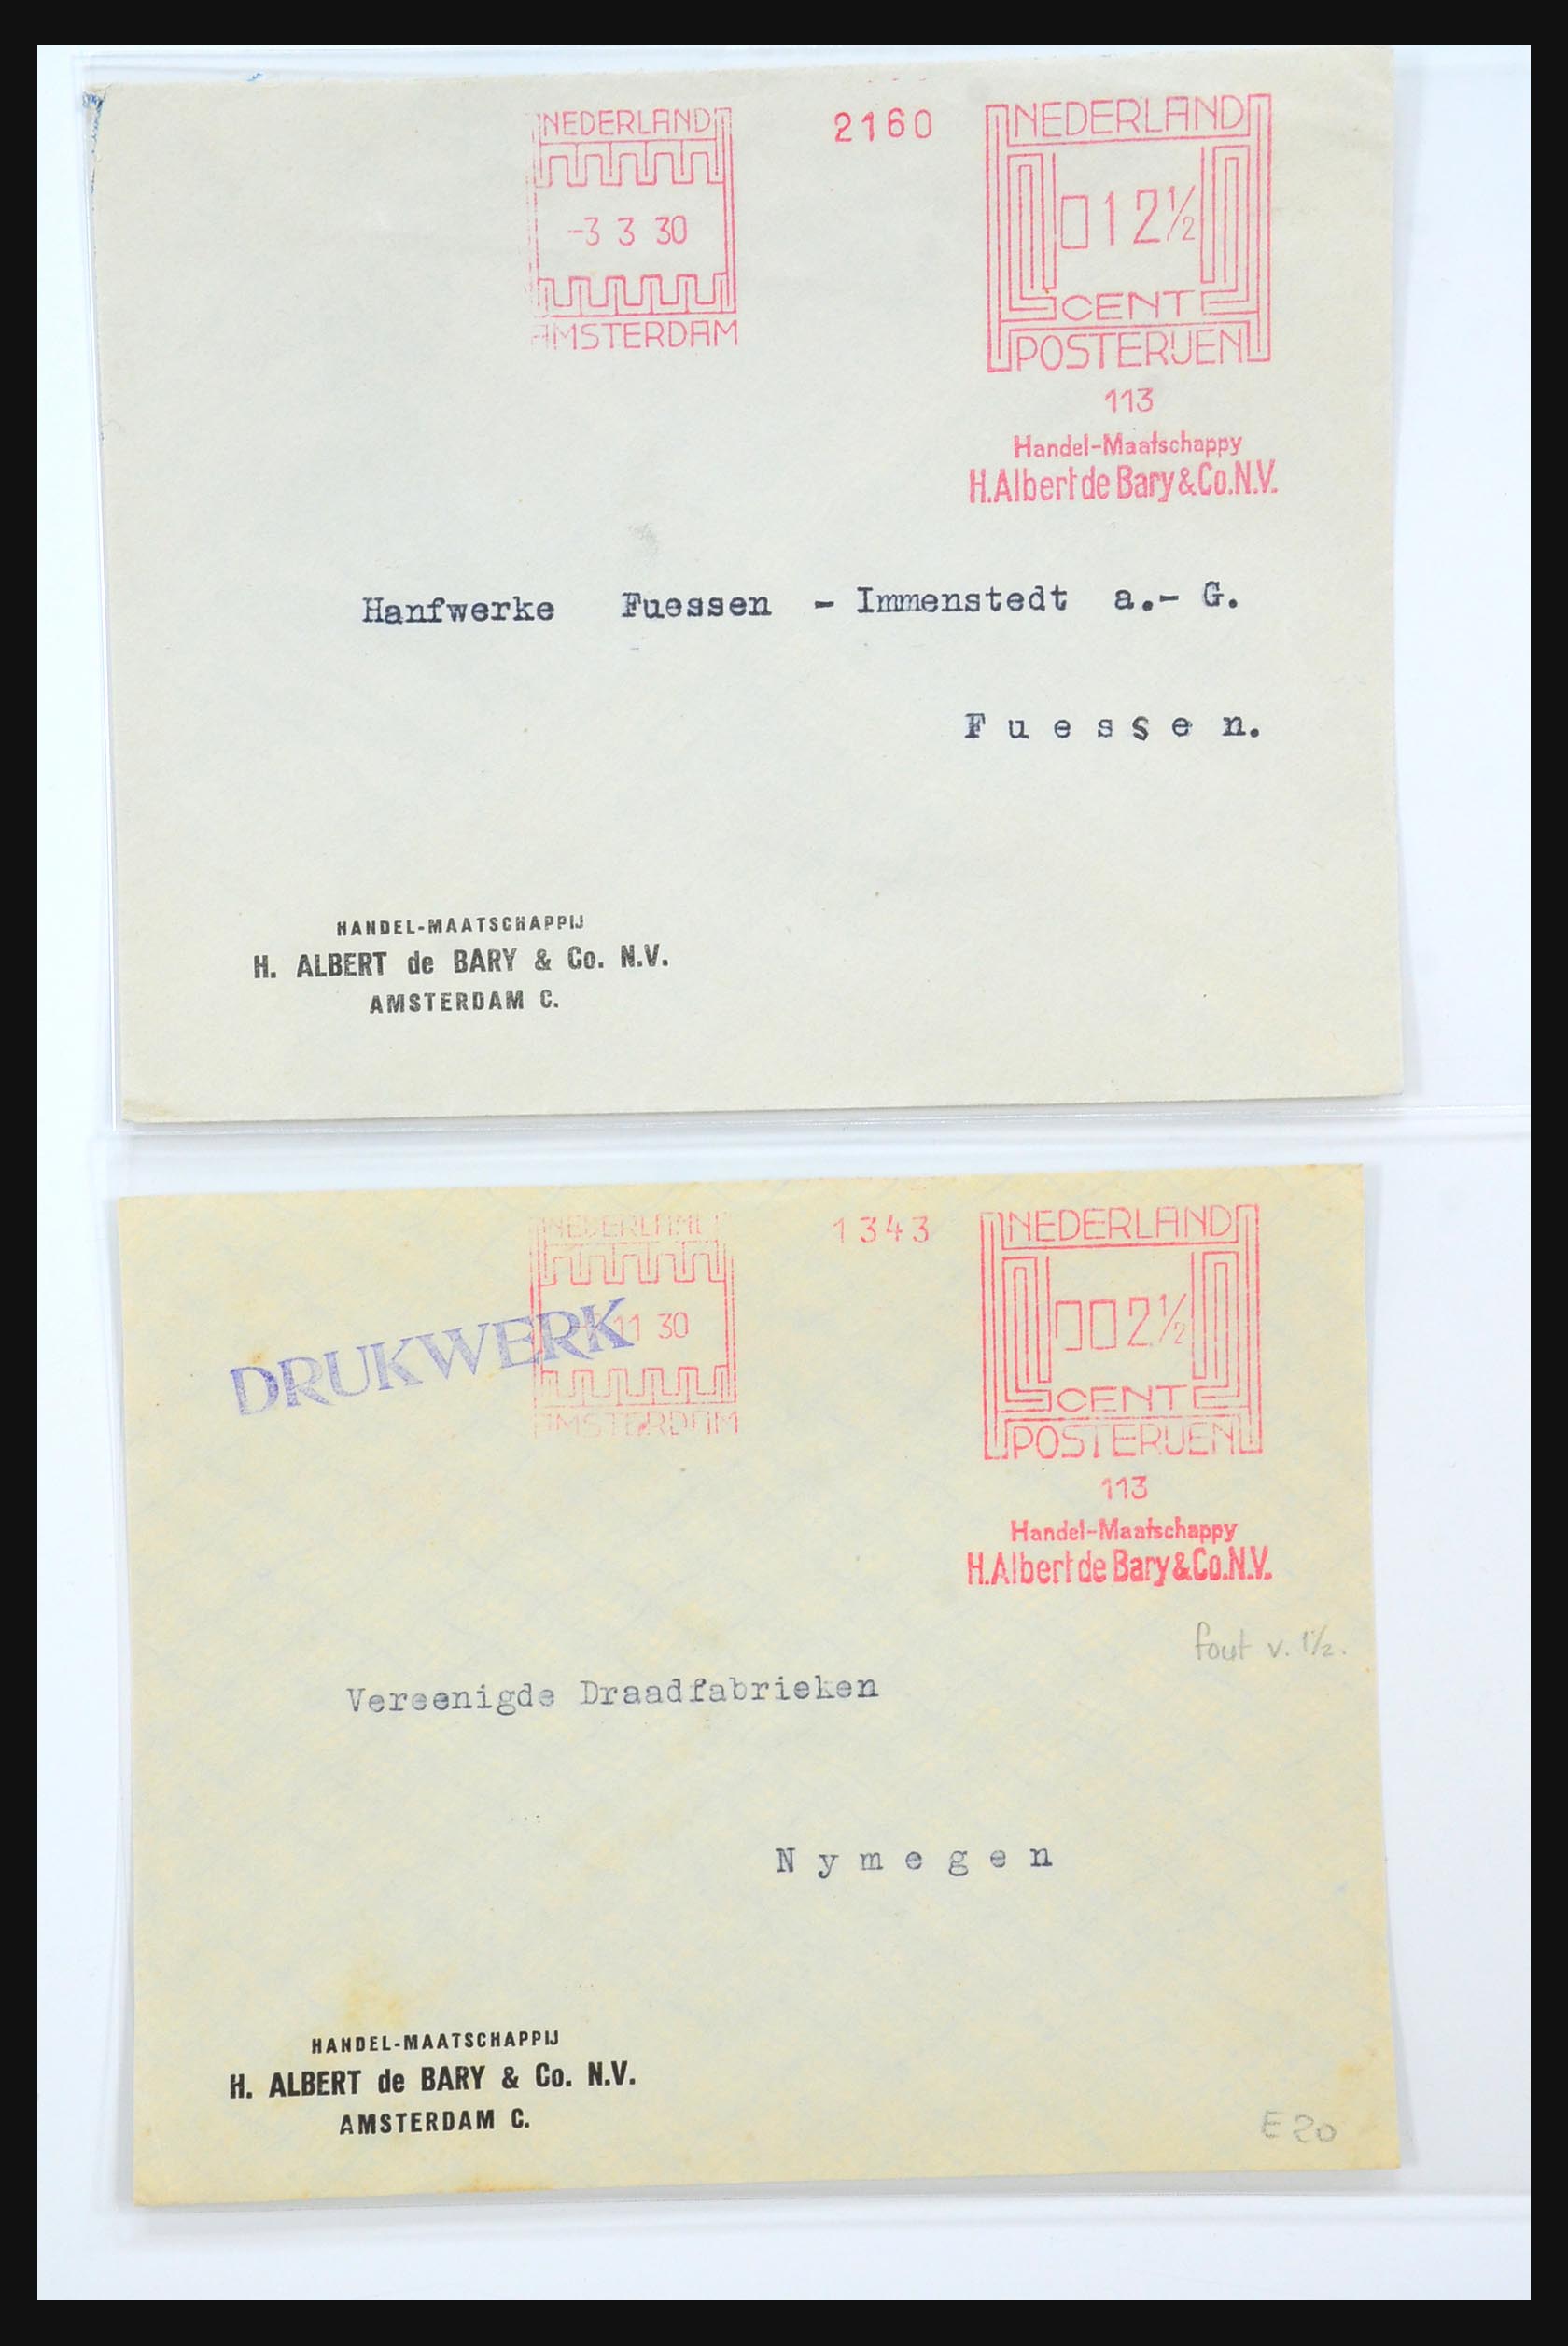 NEDERLAND
-3 3 30
AMSTERDAM
2160
NEDERLAND
012½
CENT
POSTERIJEN
113
Handel-Maatschappy
H.Albert de Bary & Co.N.V.
Hanfwerke Fuessen - Immenstedt a.- G.
Fuessen.
HANDEL-MAATSCHAPPIJ
H. ALBERT de BARY & Co. N.V.
AMSTERDAM C.
NEDERLAND
11 30
AMSTERDAM
DRUKWERK
1343
NEDERLAND
002½
CENT
POSTERIJEN
113
Handel-Maatschappy
H.Albert de Bary & Co.N.V.
fout v. 1½.
Vereenigde Draadfabrieken
Nymegen
HANDEL-MAATSCHAPPIJ
H. ALBERT de BARY & Co. N.V.
AMSTERDAM C.
E 20